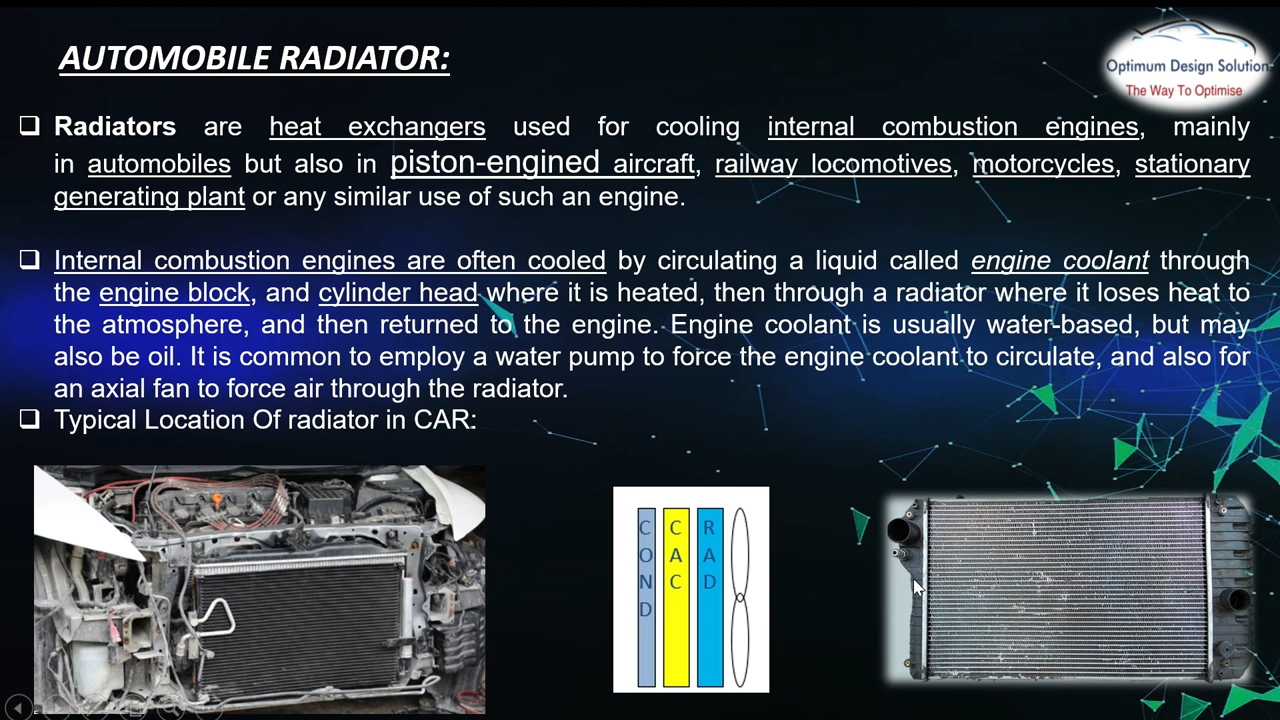 AUTOMOBILE RADIATOR:
Optimum Design Solution
The Way To Optimise
❑ Radiators are heat exchangers used for cooling internal combustion engines, mainly
in automobiles but also in piston-engined aircraft, railway locomotives, motorcycles, stationary
generating plant or any similar use of such an engine.
❑ Internal combustion engines are often cooled by circulating a liquid called engine coolant through
the engine block, and cylinder head where it is heated, then through a radiator where it loses heat to
the atmosphere, and then returned to the engine. Engine coolant is usually water-based, but may
also be oil. It is common to employ a water pump to force the engine coolant to circulate, and also for
an axial fan to force air through the radiator.
❑ Typical Location Of radiator in CAR:
COND
CAC
RAD